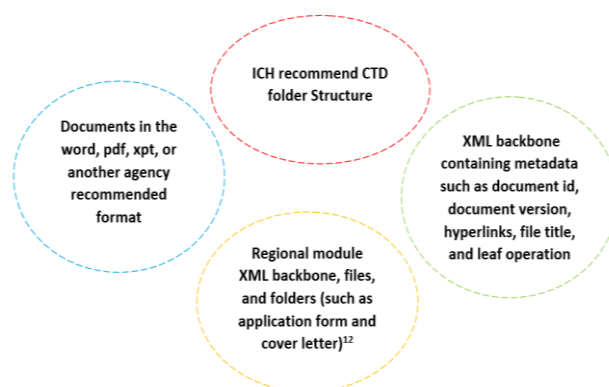 ICH recommend CTD
folder Structure
Documents in the
word, pdf, xpt, or
another agency
recommended
format
XML backbone
containing metadata
such as document id,
document version,
hyperlinks, file title,
and leaf operation
Regional module
XML backbone, files,
and folders (such as
application form and
cover letter)¹²